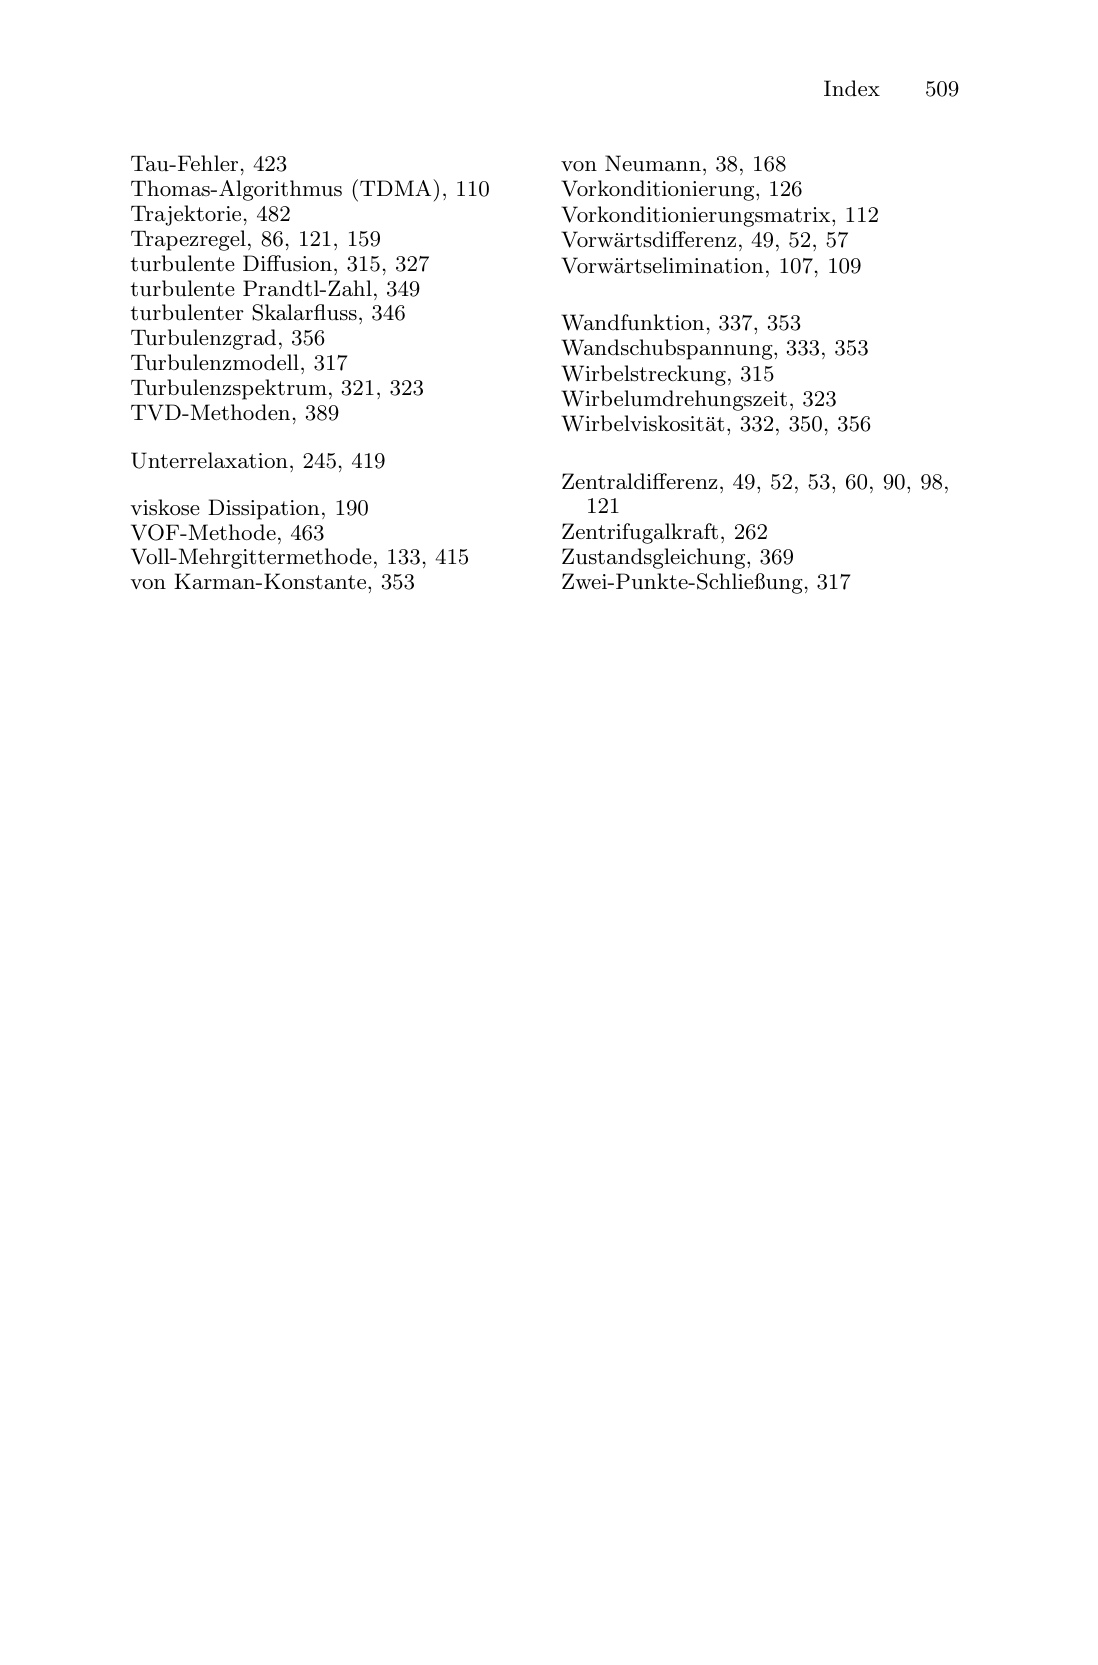 Index 509
Tau-Fehler, 423
Thomas-Algorithmus (TDMA), 110
Trajektorie, 482
Trapezregel, 86, 121, 159
turbulente Diffusion, 315, 327
turbulente Prandtl-Zahl, 349
turbulenter Skalarfluss, 346
Turbulenzgrad, 356
Turbulenzmodell, 317
Turbulenzspektrum, 321, 323
TVD-Methoden, 389
Unterrelaxation, 245, 419
viskose Dissipation, 190
VOF-Methode, 463
Voll-Mehrgittermethode, 133, 415
von Karman-Konstante, 353
von Neumann, 38, 168
Vorkonditionierung, 126
Vorkonditionierungsmatrix, 112
Vorwärtsdifferenz, 49, 52, 57
Vorwärtselimination, 107, 109
Wandfunktion, 337, 353
Wandschubspannung, 333, 353
Wirbelstreckung, 315
Wirbelumdrehungszeit, 323
Wirbelviskosität, 332, 350, 356
Zentraldifferenz, 49, 52, 53, 60, 90, 98,
121
Zentrifugalkraft, 262
Zustandsgleichung, 369
Zwei-Punkte-Schließung, 317